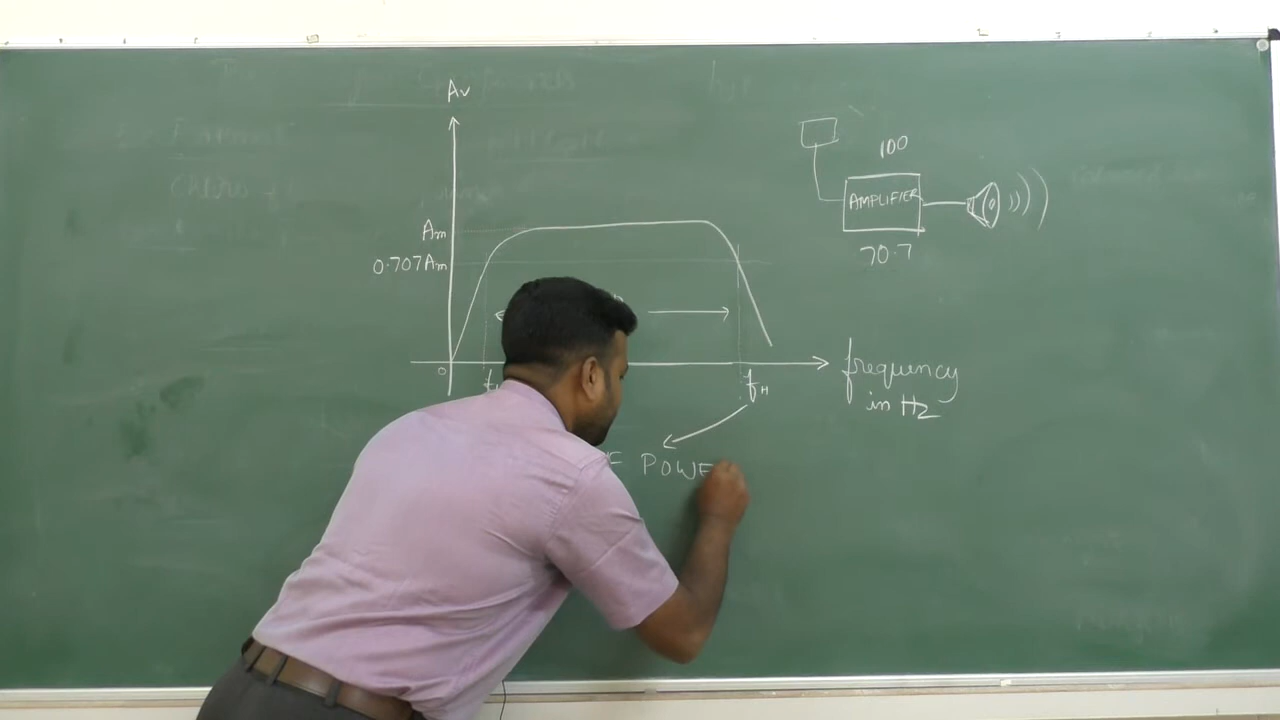 Av
100
AMPLIFIER
Am
70.7
0.707Am
0
fH
frequency
in Hz
F POWE